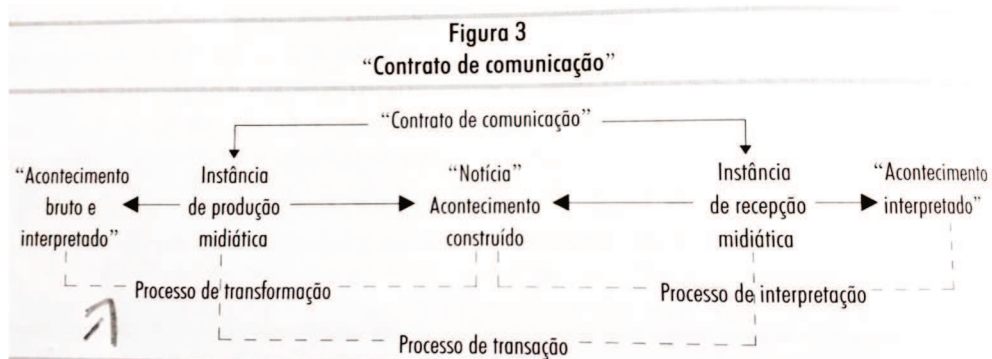 Figura 3
“Contrato de comunicação”
“Contrato de comunicação”
“Acontecimento
bruto e
interpretado”
Instância
de produção
midiática
“Notícia”
Acontecimento
construído
Instância
de recepção
midiática
“Acontecimento
interpretado”
Processo de transformação
Processo de interpretação
Processo de transação